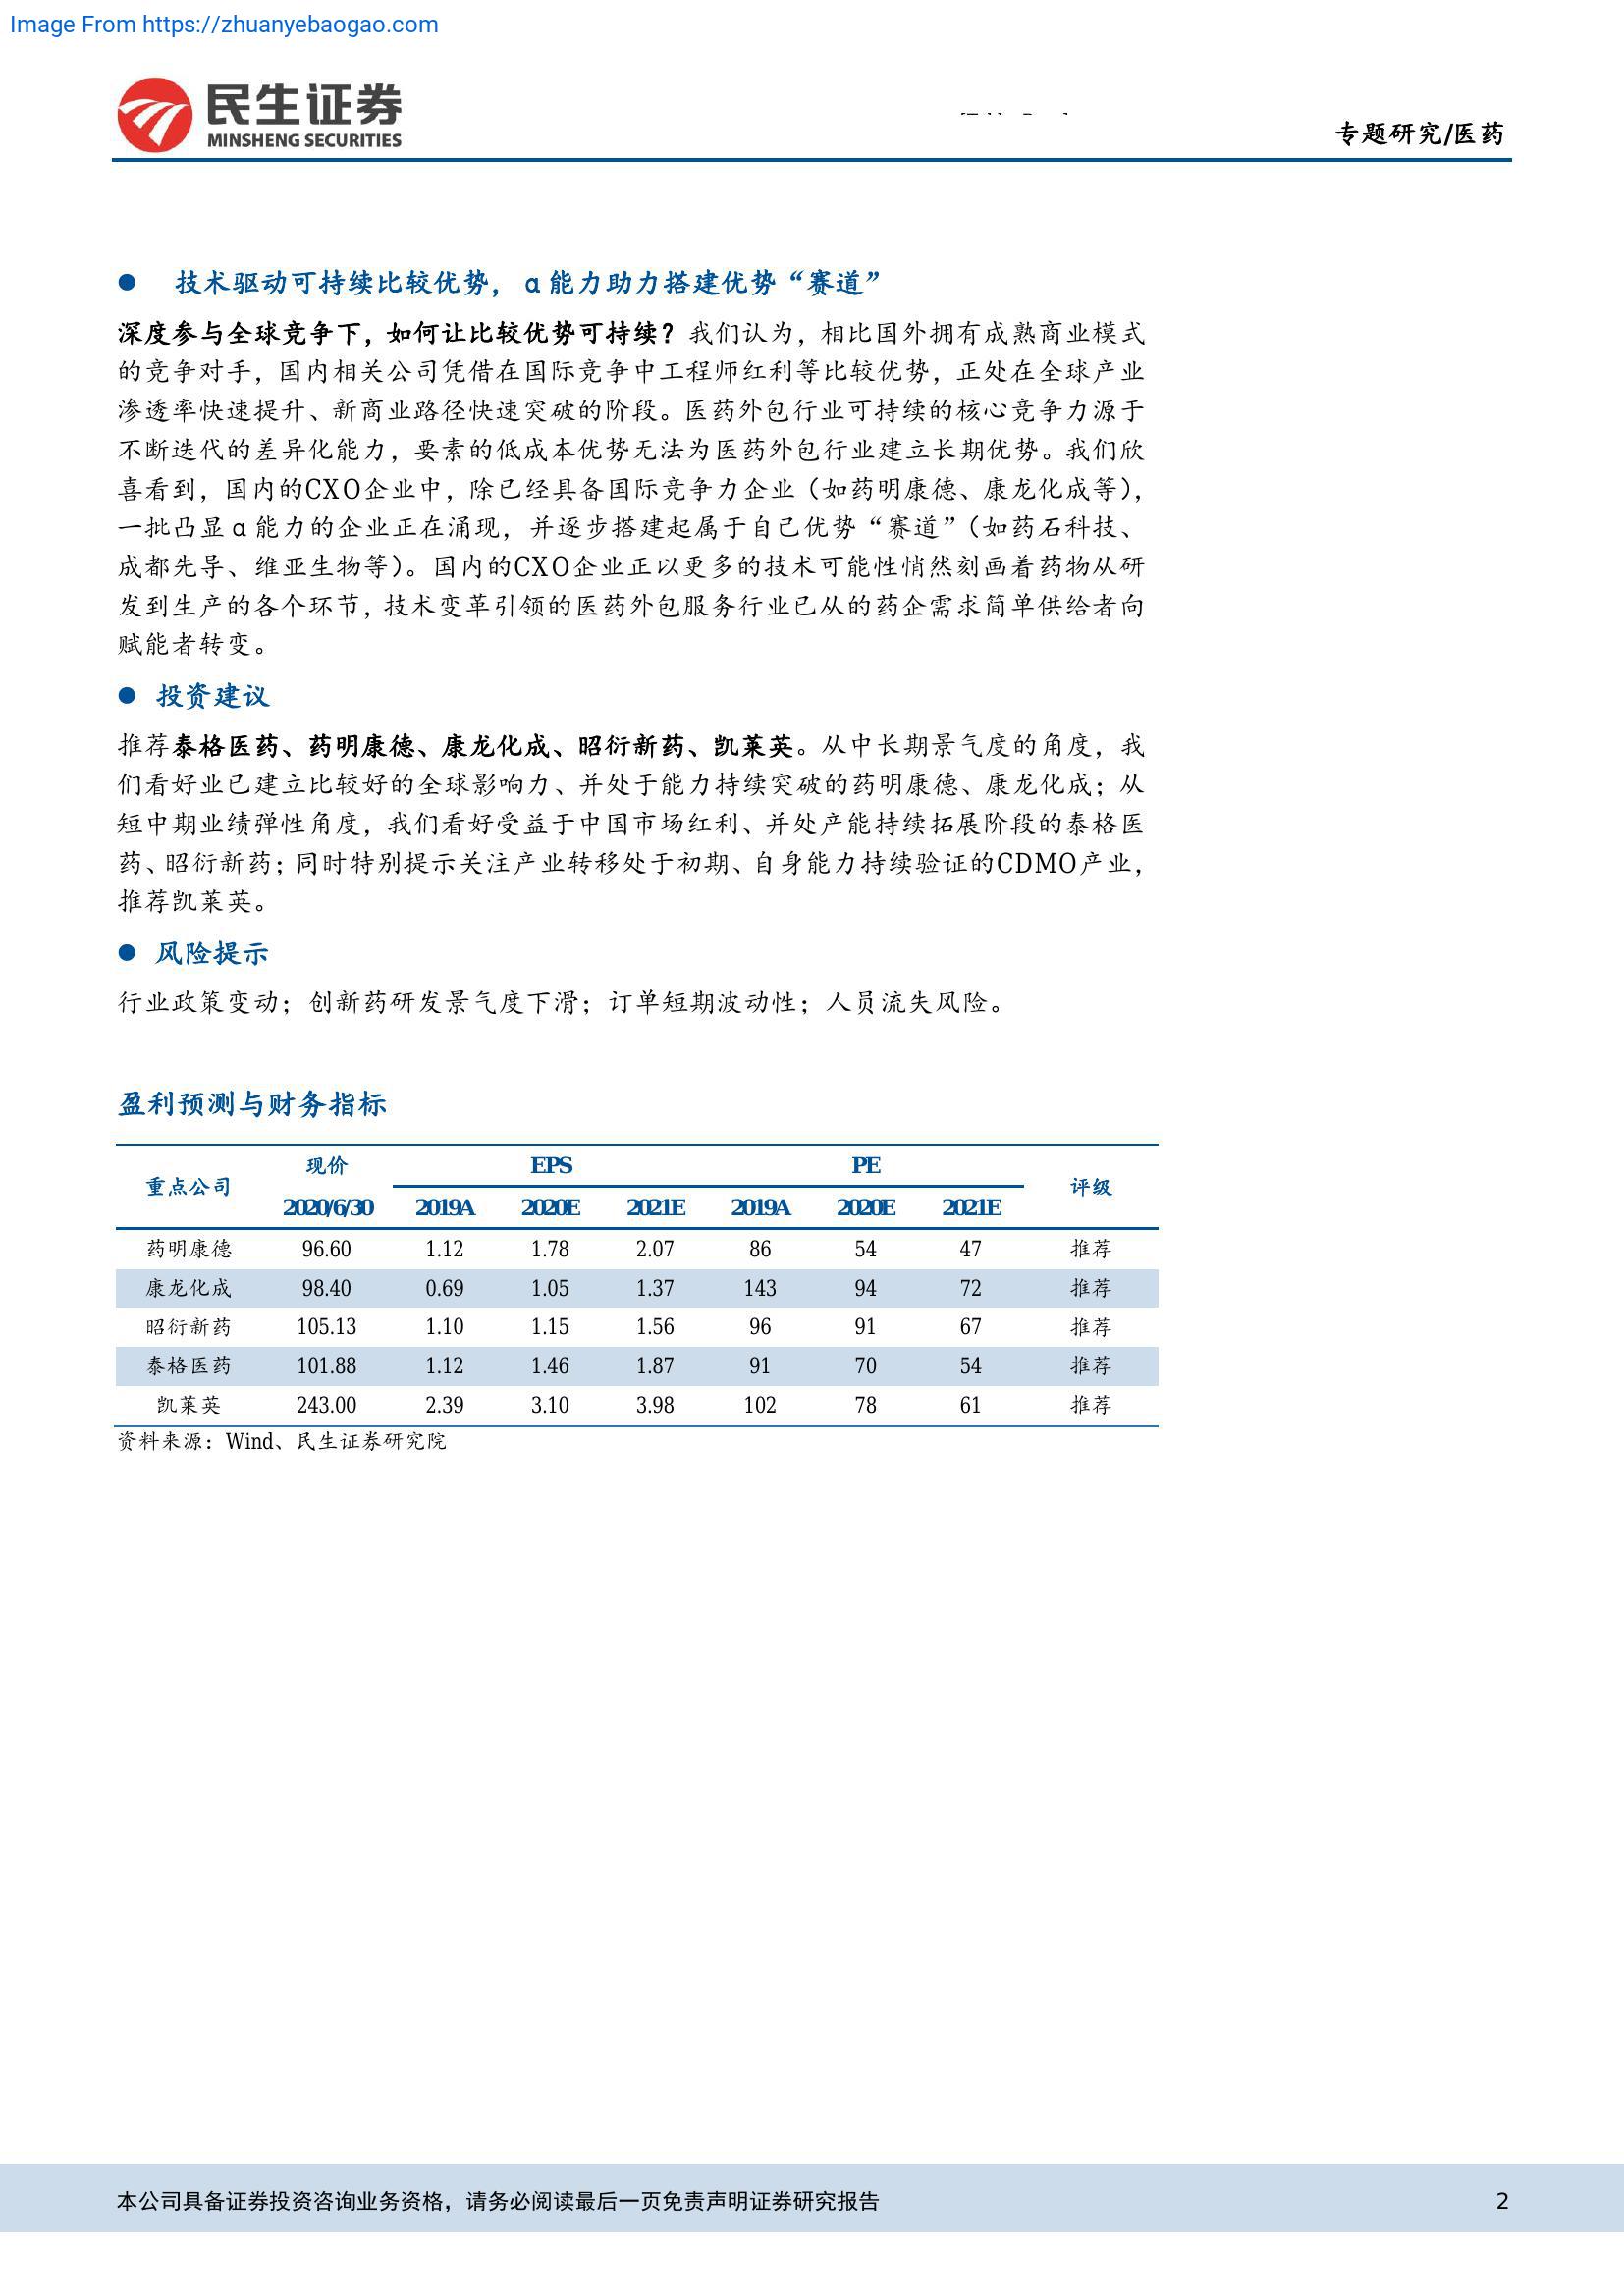 Image From https://zhuanyebaogao.com
民生证券
MINSHENG SECURITIES
专题研究/医药
● 技术驱动可持续比较优势，α能力助力搭建优势“赛道”
深度参与全球竞争下，如何让比较优势可持续？我们认为，相比国外拥有成熟商业模式
的竞争对手，国内相关公司凭借在国际竞争中工程师红利等比较优势，正处在全球产业
渗透率快速提升、新商业路径快速突破的阶段。医药外包行业可持续的核心竞争力源于
不断迭代的差异化能力，要素的低成本优势无法为医药外包行业建立长期优势。我们欣
喜看到，国内的CXO企业中，除已经具备国际竞争力企业（如药明康德、康龙化成等），
一批凸显α能力的企业正在涌现，并逐步搭建起属于自己优势“赛道”（如药石科技、
成都先导、维亚生物等）。国内的CXO企业正以更多的技术可能性悄然刻画着药物从研
发到生产的各个环节，技术变革引领的医药外包服务行业已从的药企需求简单供给者向
赋能者转变。
● 投资建议
推荐泰格医药、药明康德、康龙化成、昭衍新药、凯莱英。从中长期景气度的角度，我
们看好业已建立比较好的全球影响力、并处于能力持续突破的药明康德、康龙化成；从
短中期业绩弹性角度，我们看好受益于中国市场红利、并处产能持续拓展阶段的泰格医
药、昭衍新药；同时特别提示关注产业转移处于初期、自身能力持续验证的CDMO产业，
推荐凯莱英。
● 风险提示
行业政策变动；创新药研发景气度下滑；订单短期波动性；人员流失风险。
盈利预测与财务指标
重点公司 现价 EPS PE 评级
2020/6/30 2019A 2020E 2021E 2019A 2020E 2021E
药明康德 96.60 1.12 1.78 2.07 86 54 47 推荐
康龙化成 98.40 0.69 1.05 1.37 143 94 72 推荐
昭衍新药 105.13 1.10 1.15 1.56 96 91 67 推荐
泰格医药 101.88 1.12 1.46 1.87 91 70 54 推荐
凯莱英 243.00 2.39 3.10 3.98 102 78 61 推荐
资料来源：Wind、民生证券研究院
本公司具备证券投资咨询业务资格，请务必阅读最后一页免责声明证券研究报告 2